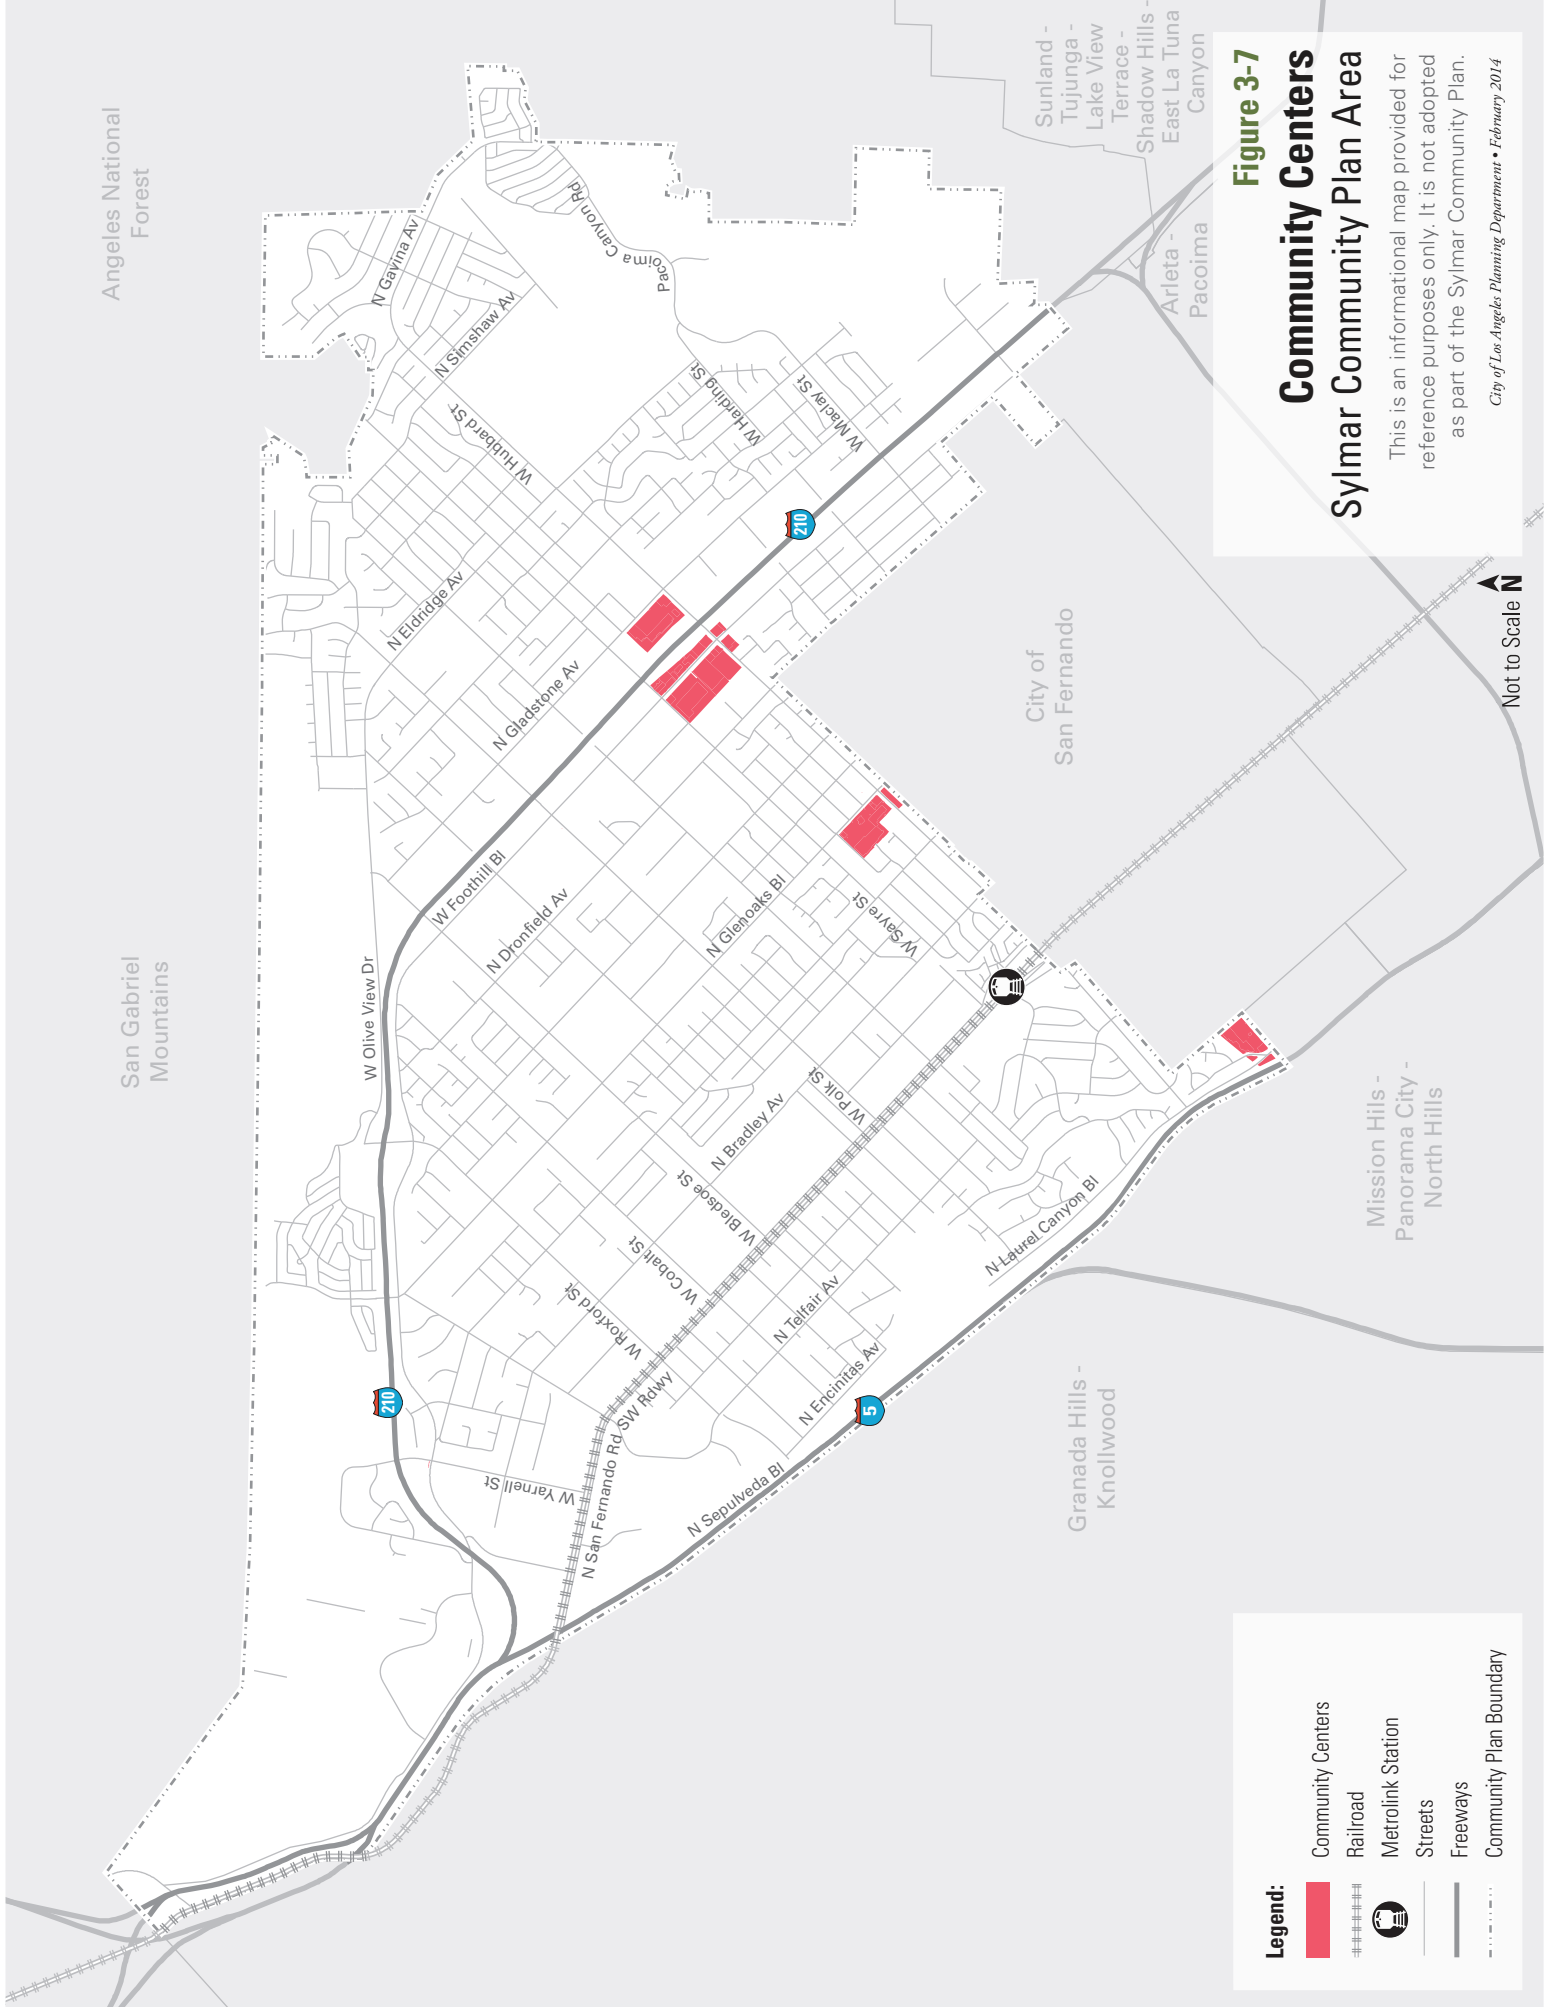 Figure 3-7
Community Centers
Sylmar Community Plan Area
This is an informational map provided for
reference purposes only. It is not adopted
as part of the Sylmar Community Plan.
City of Los Angeles Planning Department • February 2014
Angeles National
Forest
San Gabriel
Mountains
Sunland -
Tujunga -
Lake View
Terrace -
Shadow Hills -
East La Tuna
Canyon
Arleta -
Pacoima
City of
San Fernando
Mission Hils -
Panorama City -
North Hills
Granada Hills -
Knollwood
N Gavina Av
N Simshaw Av
Pacoima Canyon Rd
W Hubbard St
W Harding St
W Maclay St
N Eldridge Av
N Gladstone Av
W Foothill Bl
N Dronfield Av
N Glenoaks Bl
W Sayre St
W Olive View Dr
W Polk St
N Bradley Av
W Bledsoe St
W Cobalt St
W Roxford St
N Telfair Av
N Encinitas Av
N Laurel Canyon Bl
N Sepulveda Bl
N San Fernando Rd SW Rdwy
W Yarnell St
210
210
5
Not to Scale
N
Legend:
Community Centers
Railroad
Metrolink Station
Streets
Freeways
Community Plan Boundary